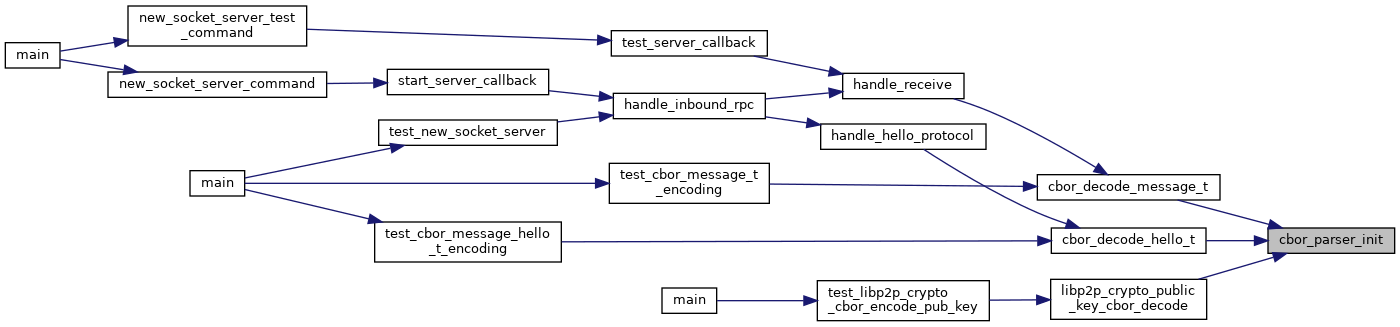 new_socket_server_test
_command
main
new_socket_server_command
test_server_callback
start_server_callback
handle_receive
handle_inbound_rpc
test_new_socket_server
handle_hello_protocol
main
test_cbor_message_t
_encoding
cbor_decode_message_t
test_cbor_message_hello
_t_encoding
cbor_decode_hello_t
cbor_parser_init
main
test_libp2p_crypto
_cbor_encode_pub_key
libp2p_crypto_public
_key_cbor_decode